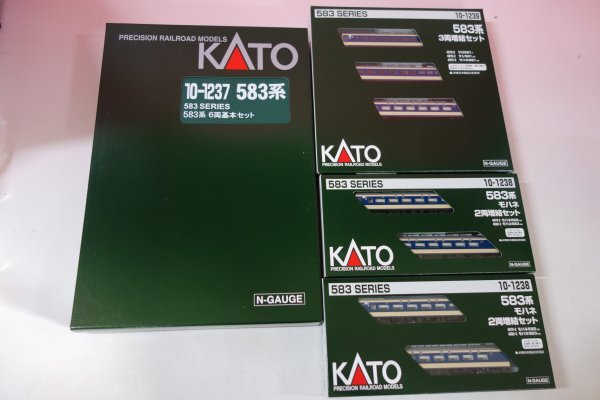 PRECISION RAILROAD MODELS
KATO
10-1237 583系
583 SERIES
583系 6両基本セット
N-GAUGE
583 SERIES
10-1239
583系
3両増結セット
KATO
PRECISION RAILROAD MODELS
N-GAUGE
583 SERIES
10-1238
583系
モハネ
2両増結セット
KATO
PRECISION RAILROAD MODELS
N-GAUGE
583 SERIES
10-1238
583系
モハネ
2両増結セット
KATO
PRECISION RAILROAD MODELS
N-GAUGE